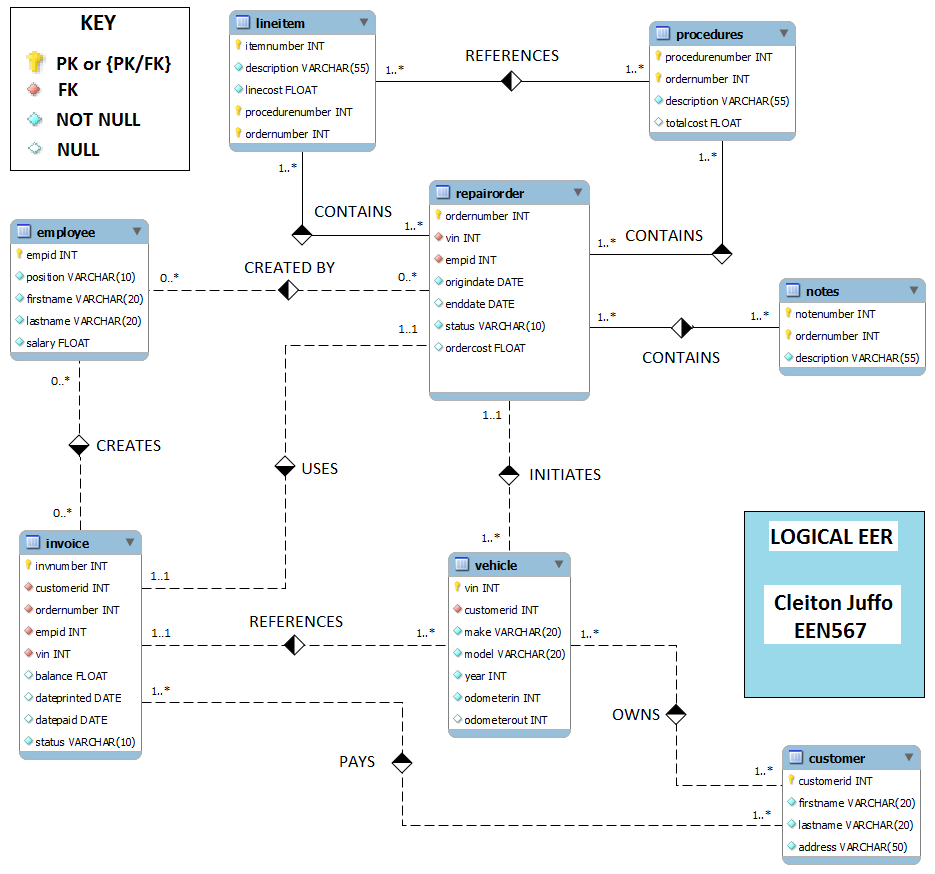 KEY
PK or {PK/FK}
FK
NOT NULL
NULL
lineitem
itemnumber INT
description VARCHAR(55)
linecost FLOAT
procedurenumber INT
ordernumber INT
1..*
REFERENCES
1..*
procedures
procedurenumber INT
ordernumber INT
description VARCHAR(55)
totalcost FLOAT
1..*
CONTAINS
1..*
1..*
CONTAINS
1..*
repairorder
ordernumber INT
vin INT
empid INT
origindate DATE
enddate DATE
status VARCHAR(10)
ordercost FLOAT
employee
empid INT
position VARCHAR(10)
firstname VARCHAR(20)
lastname VARCHAR(20)
salary FLOAT
0..*
CREATED BY
0..*
1..*
CONTAINS
1..*
notes
notenumber INT
ordernumber INT
description VARCHAR(55)
0..*
CREATES
0..*
1..1
USES
1..1
1..1
INITIATES
1..*
invoice
invnumber INT
customerid INT
ordernumber INT
empid INT
vin INT
balance FLOAT
dateprinted DATE
datepaid DATE
status VARCHAR(10)
1..1
REFERENCES
1..*
vehicle
vin INT
customerid INT
make VARCHAR(20)
model VARCHAR(20)
year INT
odometerin INT
odometerout INT
LOGICAL EER
Cleiton Juffo
EEN567
1..*
OWNS
1..*
1..*
PAYS
1..*
customer
customerid INT
firstname VARCHAR(20)
lastname VARCHAR(20)
address VARCHAR(50)